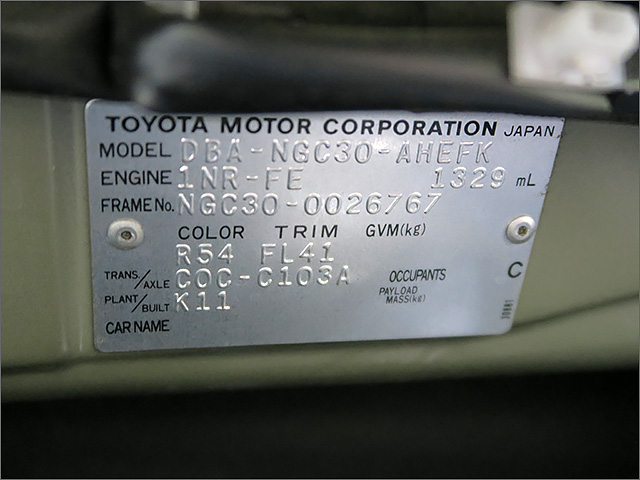 TOYOTA MOTOR CORPORATION JAPAN
MODEL DBA-NGC30-AHEFK
ENGINE 1NR-FE 1329 mL
FRAME No. NGC30-0026767
COLOR TRIM GVM(kg)
R54 FL41
TRANS./AXLE COC-C103A OCCUPANTS C
PLANT/BUILT K11 PAYLOAD MASS(kg)
CAR NAME